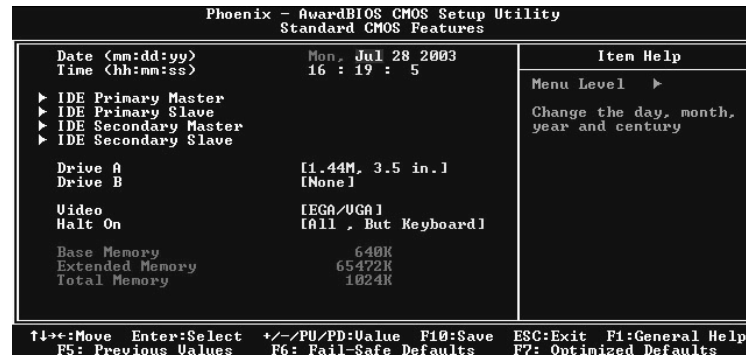 Phoenix - AwardBIOS CMOS Setup Utility
Standard CMOS Features
Date (mm:dd:yy) Mon, Jul 28 2003
Time (hh:mm:ss) 16 : 19 : 5
IDE Primary Master
IDE Primary Slave
IDE Secondary Master
IDE Secondary Slave
Drive A [1.44M, 3.5 in.]
Drive B [None]
Video [EGA/VGA]
Halt On [All , But Keyboard]
Base Memory 640K
Extended Memory 65472K
Total Memory 1024K
Item Help
Menu Level ▶
Change the day, month,
year and century
↑↓→←:Move Enter:Select +/-/PU/PD:Value F10:Save ESC:Exit F1:General Help
F5: Previous Values F6: Fail-Safe Defaults F7: Optimized Defaults